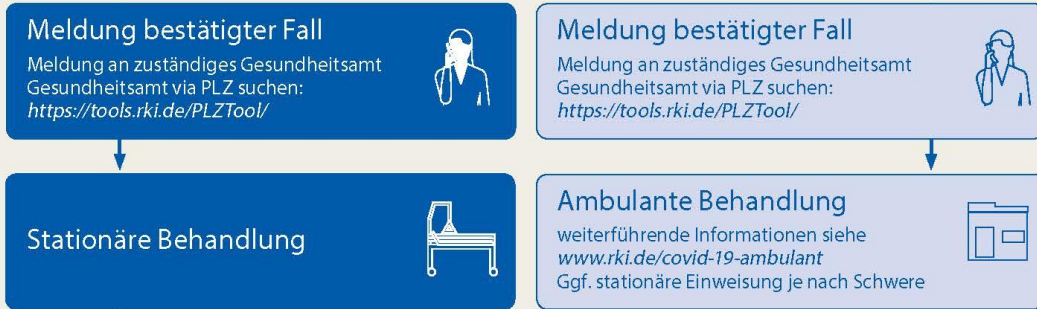 Meldung bestätigter Fall
Meldung an zuständiges Gesundheitsamt
Gesundheitsamt via PLZ suchen:
https://tools.rki.de/PLZTool/
Stationäre Behandlung
Meldung bestätigter Fall
Meldung an zuständiges Gesundheitsamt
Gesundheitsamt via PLZ suchen:
https://tools.rki.de/PLZTool/
Ambulante Behandlung
weiterführende Informationen siehe
www.rki.de/covid-19-ambulant
Ggf. stationäre Einweisung je nach Schwere